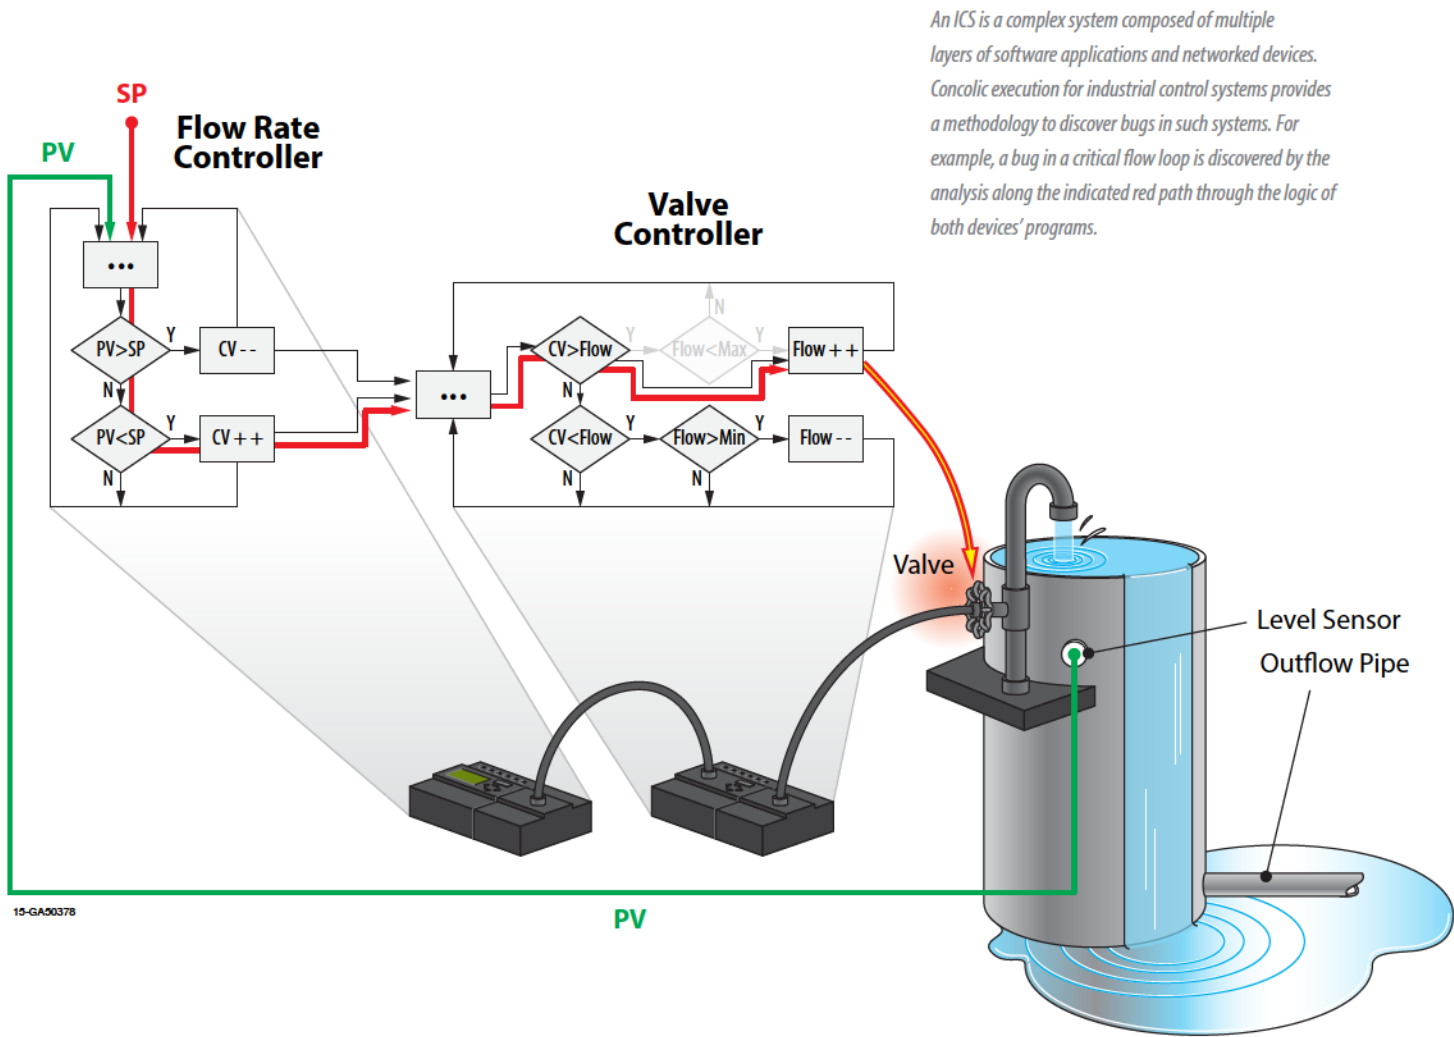 An ICS is a complex system composed of multiple
layers of software applications and networked devices.
Concolic execution for industrial control systems provides
a methodology to discover bugs in such systems. For
example, a bug in a critical flow loop is discovered by the
analysis along the indicated red path through the logic of
both devices' programs.
SP
PV
Flow Rate
Controller
Valve
Controller
•••
PV>SP
Y
CV - -
N
PV<SP
Y
CV + +
N
•••
CV>Flow
Y
Flow<Max
N
Y
Flow + +
N
CV<Flow
Y
Flow>Min
Y
Flow - -
N
N
Valve
Level Sensor
Outflow Pipe
PV
15-GA50378